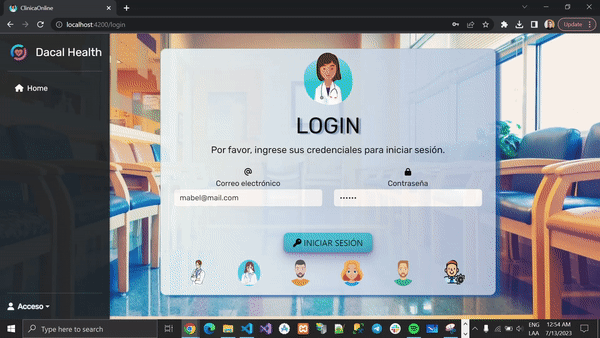 ClinicaOnline
localhost:4200/login
Update
Dacal Health
Home
LOGIN
Por favor, ingrese sus credenciales para iniciar sesión.
Correo electrónico
Contraseña
mabel@mail.com
••••••
INICIAR SESIÓN
Acceso
Type here to search
ENG
LAA
12:54 AM
7/13/2023